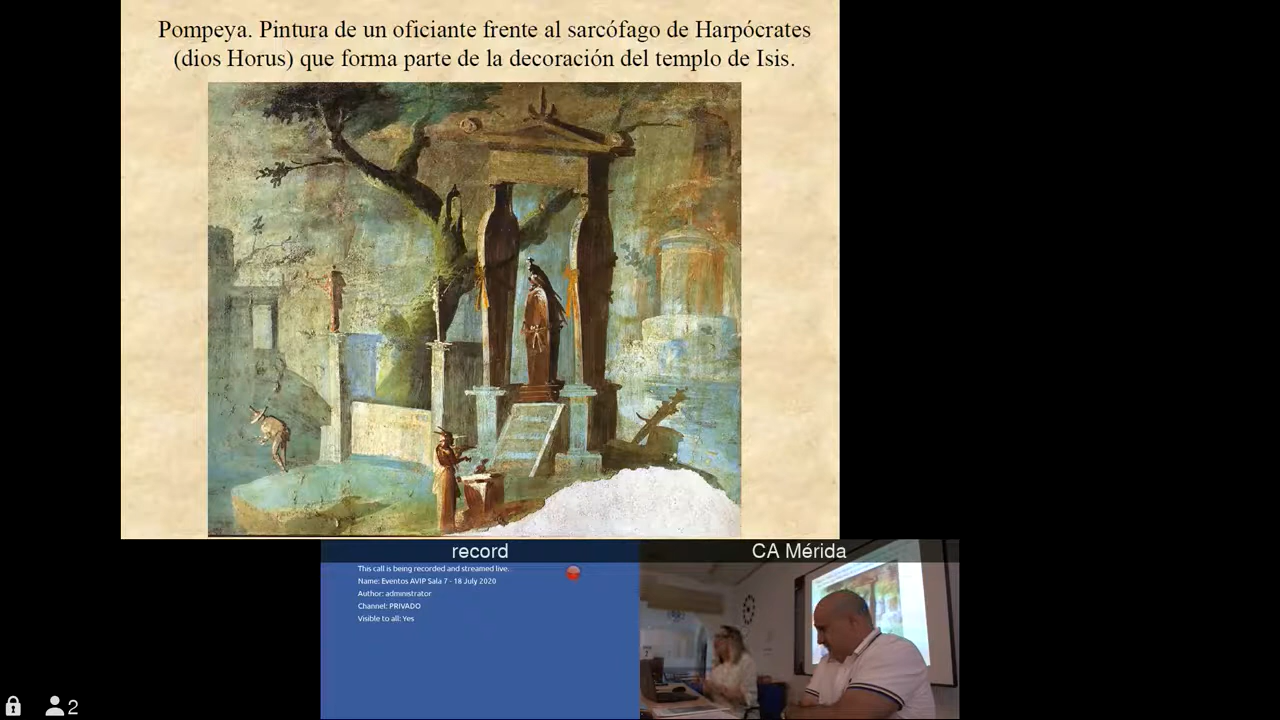 Pompeya. Pintura de un oficiante frente al sarcófago de Harpócrates
(dios Horus) que forma parte de la decoración del templo de Isis.
record
CA Mérida
This call is being recorded and streamed live.
Name: Eventos AVIP Sala 7 - 18 July 2020
Author: administrator
Channel: PRIVADO
Visible to all: Yes
2